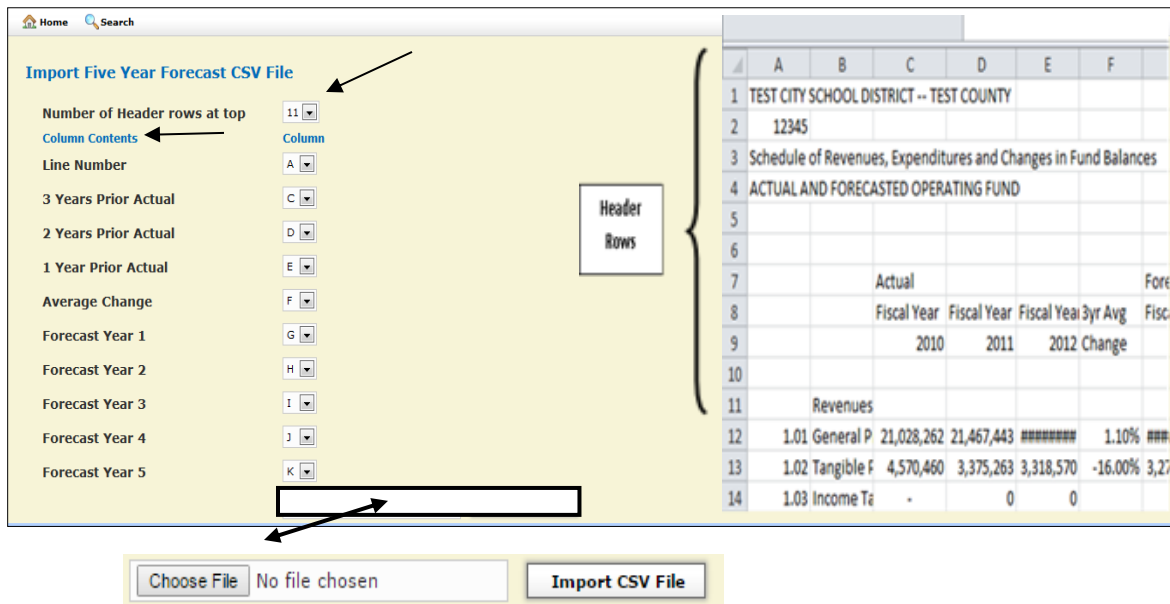 Home Search
Import Five Year Forecast CSV File
Number of Header rows at top 11
Column Contents Column
Line Number A
3 Years Prior Actual C
2 Years Prior Actual D
1 Year Prior Actual E
Average Change F
Forecast Year 1 G
Forecast Year 2 H
Forecast Year 3 I
Forecast Year 4 J
Forecast Year 5 K
Header
Rows
A B C D E F
1 TEST CITY SCHOOL DISTRICT -- TEST COUNTY
2 12345
3 Schedule of Revenues, Expenditures and Changes in Fund Balances
4 ACTUAL AND FORECASTED OPERATING FUND
5
6
7 Actual Fore
8 Fiscal Year Fiscal Year Fiscal Yea 3yr Avg Fisc
9 2010 2011 2012 Change
10
11 Revenues
12 1.01 General P 21,028,262 21,467,443 ######## 1.10% ###
13 1.02 Tangible P 4,570,460 3,375,263 3,318,570 -16.00% 3,27
14 1.03 Income Ta - 0 0
Choose File No file chosen Import CSV File